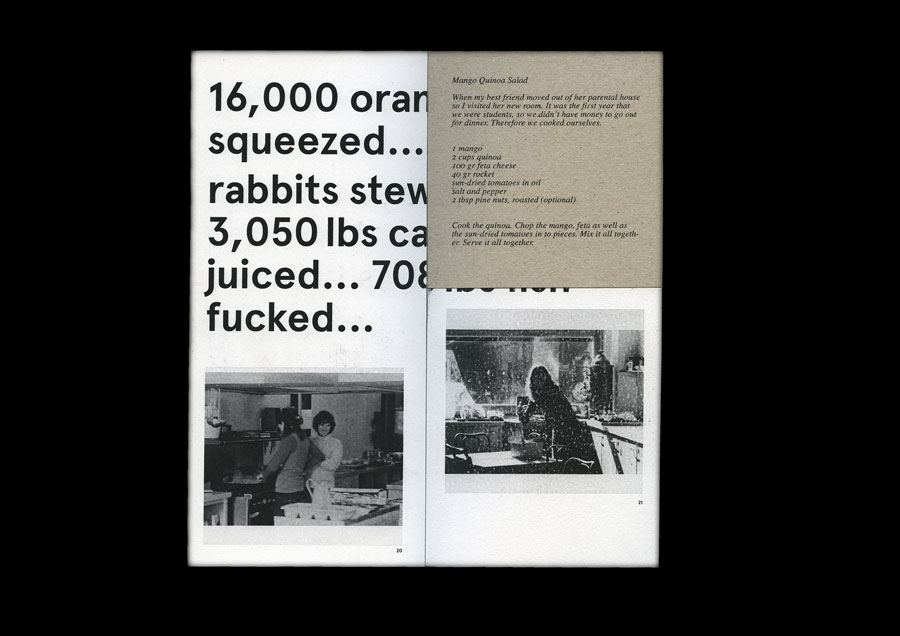 16,000 oran
squeezed...
rabbits stew
3,050 lbs ca
juiced... 708
fucked...
20
Mango Quinoa Salad
When my best friend moved out of her parental house
so I visited her new room. It was the first year that
we were students, so we didn't have money to go out
for dinner. Therefore we cooked ourselves.
1 mango
2 cups quinoa
100 gr feta cheese
40 gr rocket
sun-dried tomatoes in oil
salt and pepper
2 tbsp pine nuts, roasted (optional)
Cook the quinoa. Chop the mango, feta as well as
the sun-dried tomatoes in to pieces. Mix it all togeth-
er. Serve it all together.
21